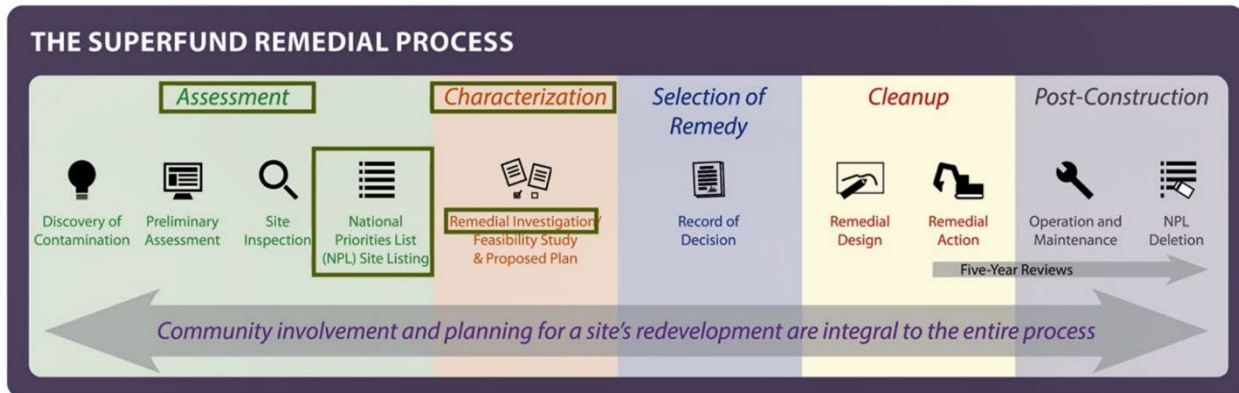 THE SUPERFUND REMEDIAL PROCESS
Assessment
Discovery of
Contamination
Preliminary
Assessment
Site
Inspection
National
Priorities List
(NPL) Site Listing
Characterization
Remedial Investigation/
Feasibility Study
& Proposed Plan
Selection of
Remedy
Record of
Decision
Cleanup
Remedial
Design
Remedial
Action
Post-Construction
Operation and
Maintenance
NPL
Deletion
Five-Year Reviews
Community involvement and planning for a site's redevelopment are integral to the entire process